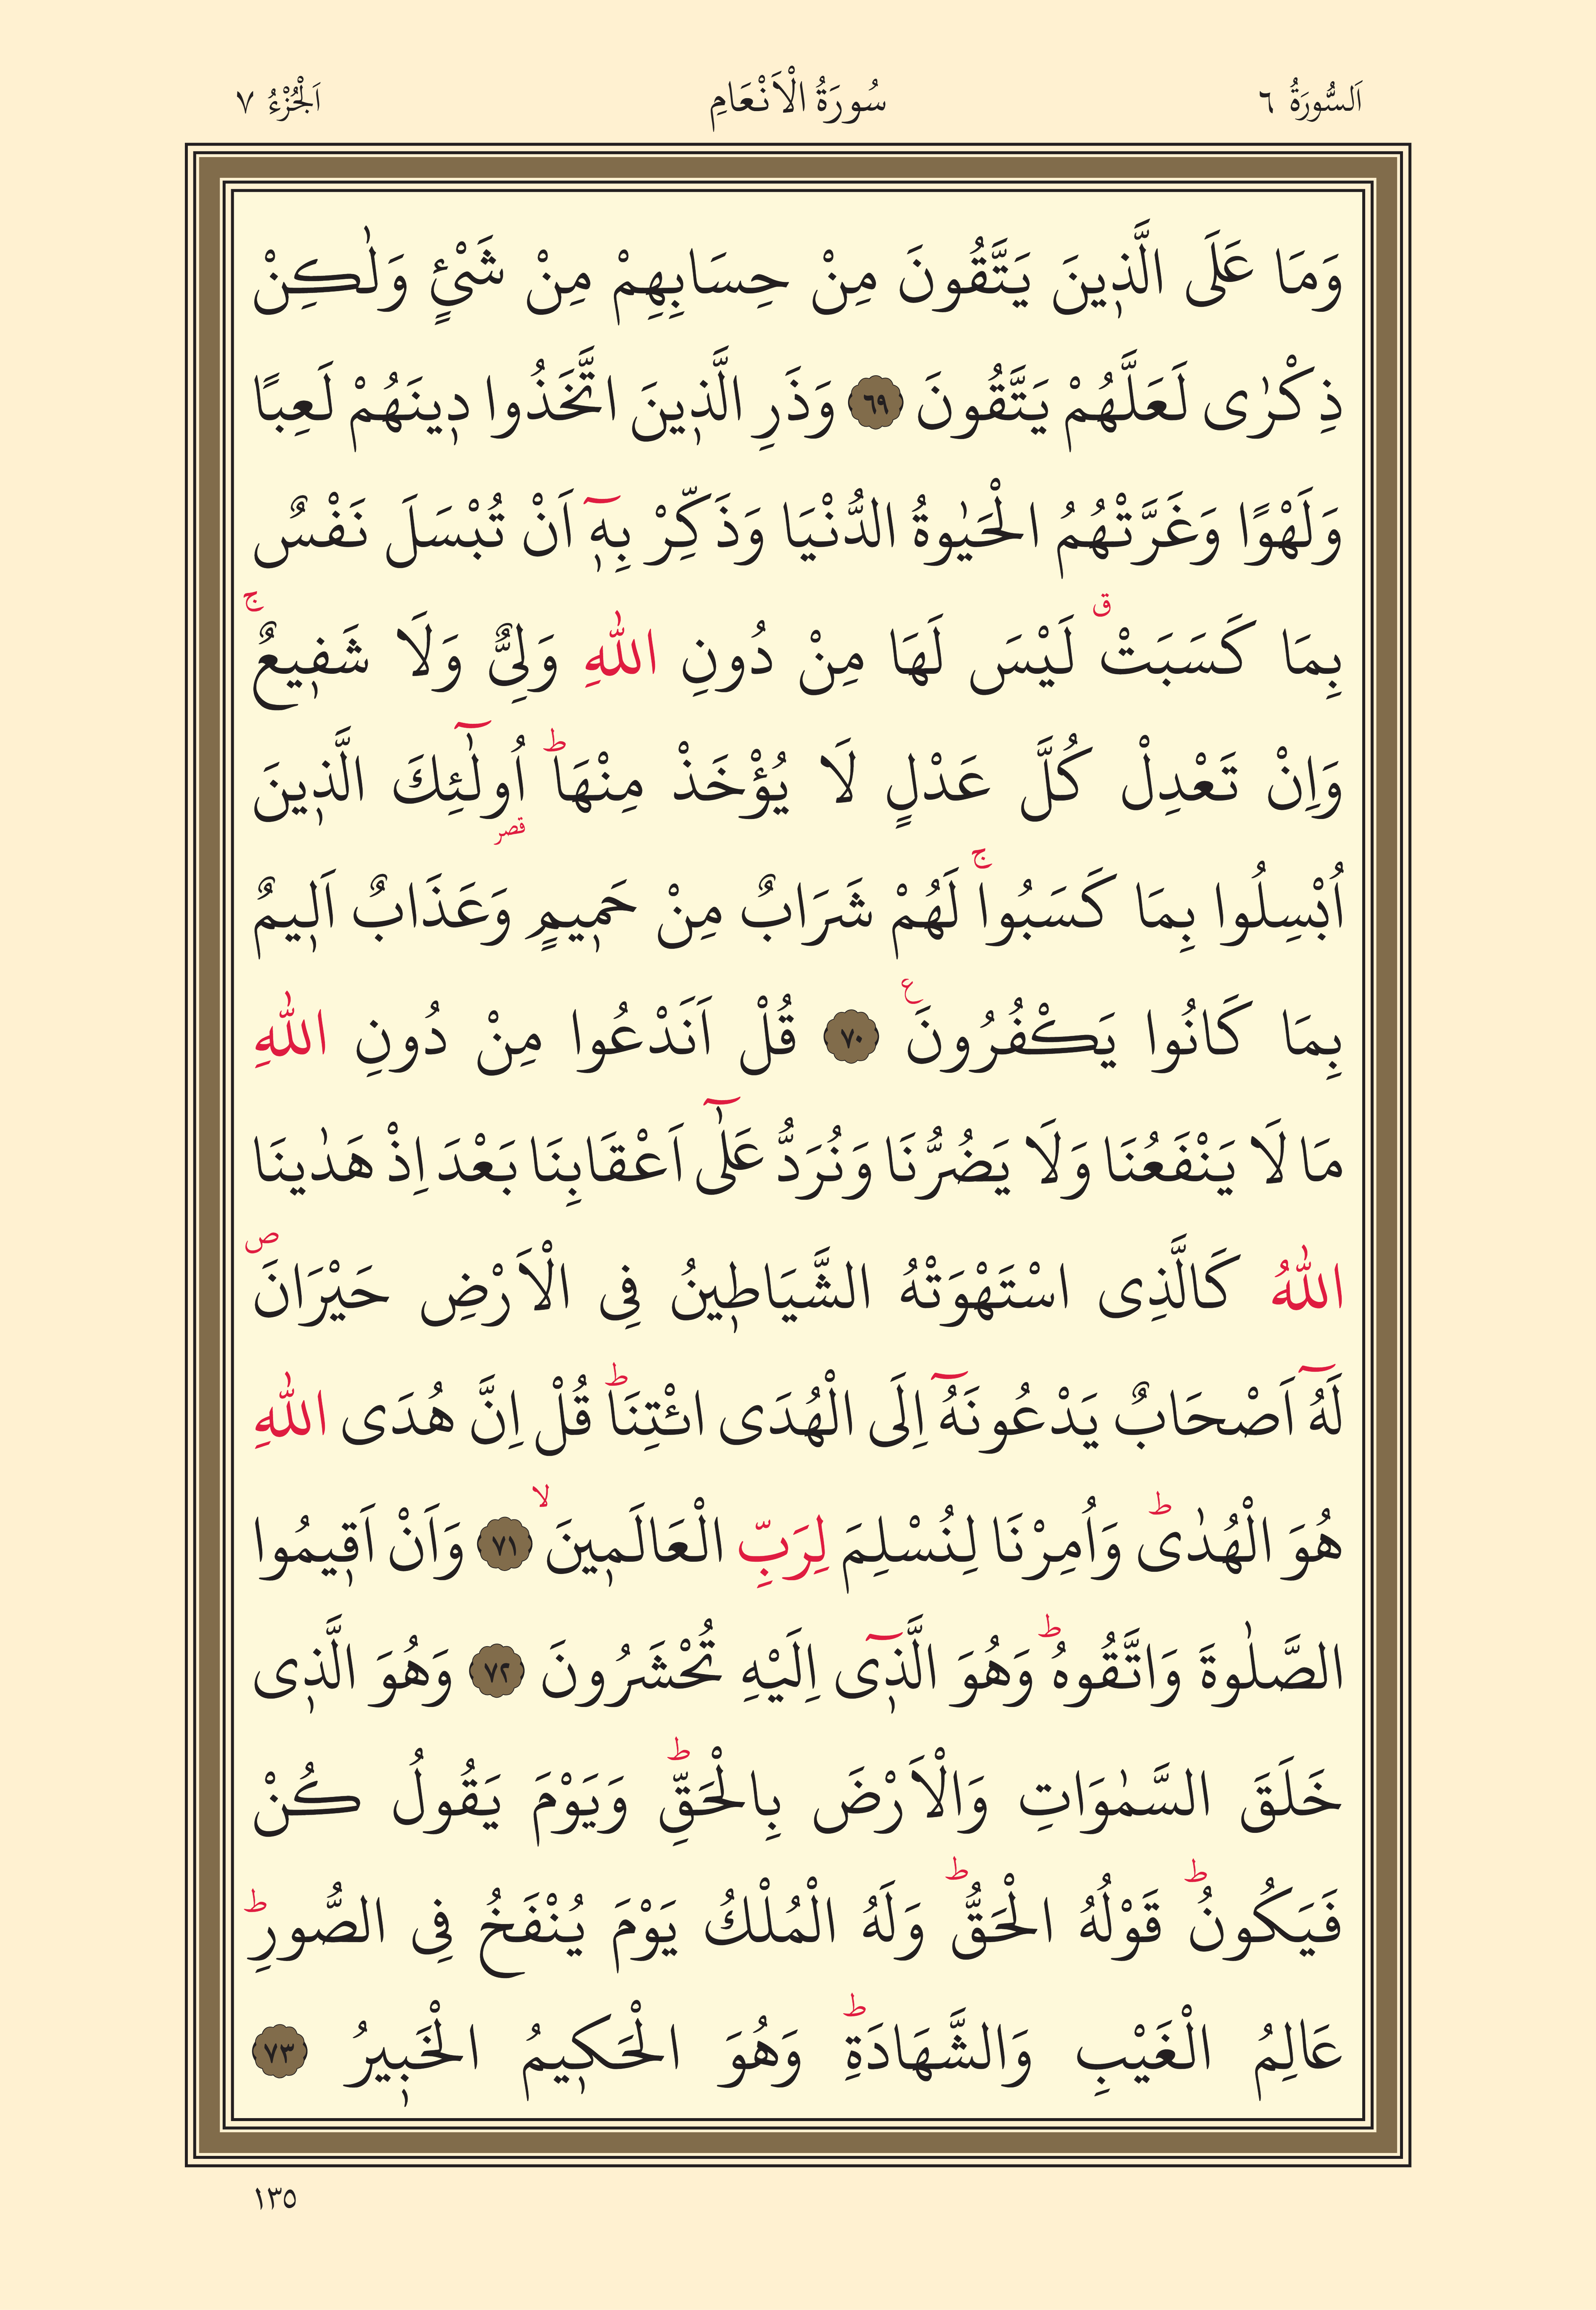 اَلسُّورَةُ ٦ سُورَةُ الْاَنْعَامِ اَلْجُزْءُ ٧
وَمَا عَلَى الَّذ۪ينَ يَتَّقُونَ مِنْ حِسَابِهِمْ مِنْ شَيْءٍ وَلٰكِنْ
ذِكْرٰى لَعَلَّهُمْ يَتَّقُونَ ٦٩ وَذَرِ الَّذ۪ينَ اتَّخَذُوا د۪ينَهُمْ لَعِبًا
وَلَهْوًا وَغَرَّتْهُمُ الْحَيٰوةُ الدُّنْيَا وَذَكِّرْ بِه۪ٓ اَنْ تُبْسَلَ نَفْسٌ
بِمَا كَسَبَتْۗ لَيْسَ لَهَا مِنْ دُونِ اللّٰهِ وَلِيٌّ وَلَا شَف۪يعٌۚ
وَاِنْ تَعْدِلْ كُلَّ عَدْلٍ لَا يُؤْخَذْ مِنْهَاۜ اُو۬لٰٓئِكَ الَّذ۪ينَ
قصر
اُبْسِلُوا بِمَا كَسَبُواۚ لَهُمْ شَرَابٌ مِنْ حَم۪يمٍ وَعَذَابٌ اَل۪يمٌ
بِمَا كَانُوا يَكْفُرُونَ ع ٧٠ قُلْ اَنَدْعُوا مِنْ دُونِ اللّٰهِ
مَا لَا يَنْفَعُنَا وَلَا يَضُرُّنَا وَنُرَدُّ عَلٰٓى اَعْقَابِنَا بَعْدَ اِذْ هَدٰينَا
اللّٰهُ كَالَّذِى اسْتَهْوَتْهُ الشَّيَاط۪ينُ فِى الْاَرْضِ حَيْرَانَ ص
لَهُٓ اَصْحَابٌ يَدْعُونَهُٓ اِلَى الْهُدَى ائْتِنَاۜ قُلْ اِنَّ هُدَى اللّٰهِ
هُوَ الْهُدٰىۜ وَاُمِرْنَا لِنُسْلِمَ لِرَبِّ الْعَالَم۪ينَۙ ٧١ وَاَنْ اَق۪يمُوا
الصَّلٰوةَ وَاتَّقُوهُۜ وَهُوَ الَّذ۪ٓى اِلَيْهِ تُحْشَرُونَ ٧٢ وَهُوَ الَّذ۪ى
خَلَقَ السَّمٰوَاتِ وَالْاَرْضَ بِالْحَقِّۜ وَيَوْمَ يَقُولُ كُنْ
فَيَكُونُۜ قَوْلُهُ الْحَقُّۜ وَلَهُ الْمُلْكُ يَوْمَ يُنْفَخُ فِى الصُّورِۜ
عَالِمُ الْغَيْبِ وَالشَّهَادَةِۜ وَهُوَ الْحَك۪يمُ الْخَب۪يرُ ٧٣
١٣٥